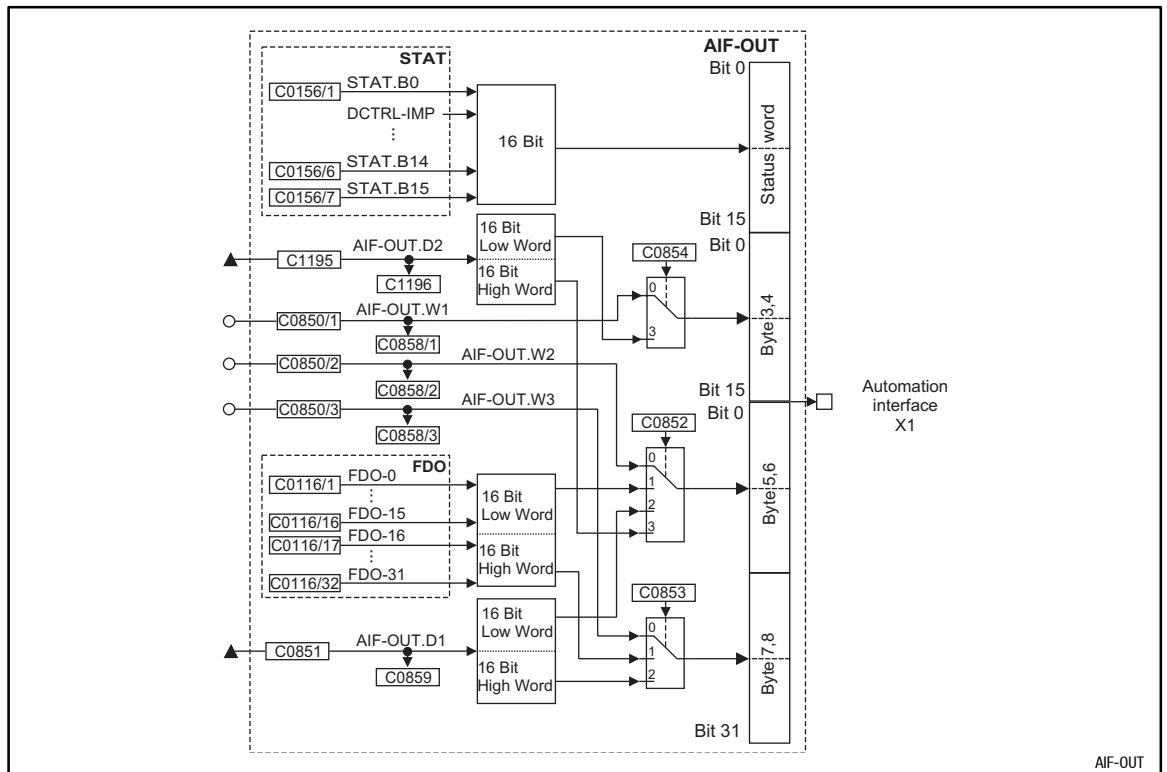 AIF-OUT
Bit 0
STAT
C0156/1 STAT.B0
DCTRL-IMP
⋮
C0156/6 STAT.B14
C0156/7 STAT.B15
16 Bit
Status word
Bit 15
Bit 0
C1195 AIF-OUT.D2
C1196
16 Bit
Low Word
16 Bit
High Word
C0854
0
3
Byte 3,4
C0850/1 AIF-OUT.W1
C0858/1
C0850/2 AIF-OUT.W2
C0858/2
C0850/3 AIF-OUT.W3
C0858/3
Bit 15
Bit 0
Automation
interface
X1
C0852
0
1
2
3
Byte 5,6
FDO
C0116/1 FDO-0
⋮
C0116/16 FDO-15
C0116/17 FDO-16
⋮
C0116/32 FDO-31
16 Bit
Low Word
16 Bit
High Word
C0851 AIF-OUT.D1
C0859
16 Bit
Low Word
16 Bit
High Word
C0853
0
1
2
Byte 7,8
Bit 31
AIF-OUT